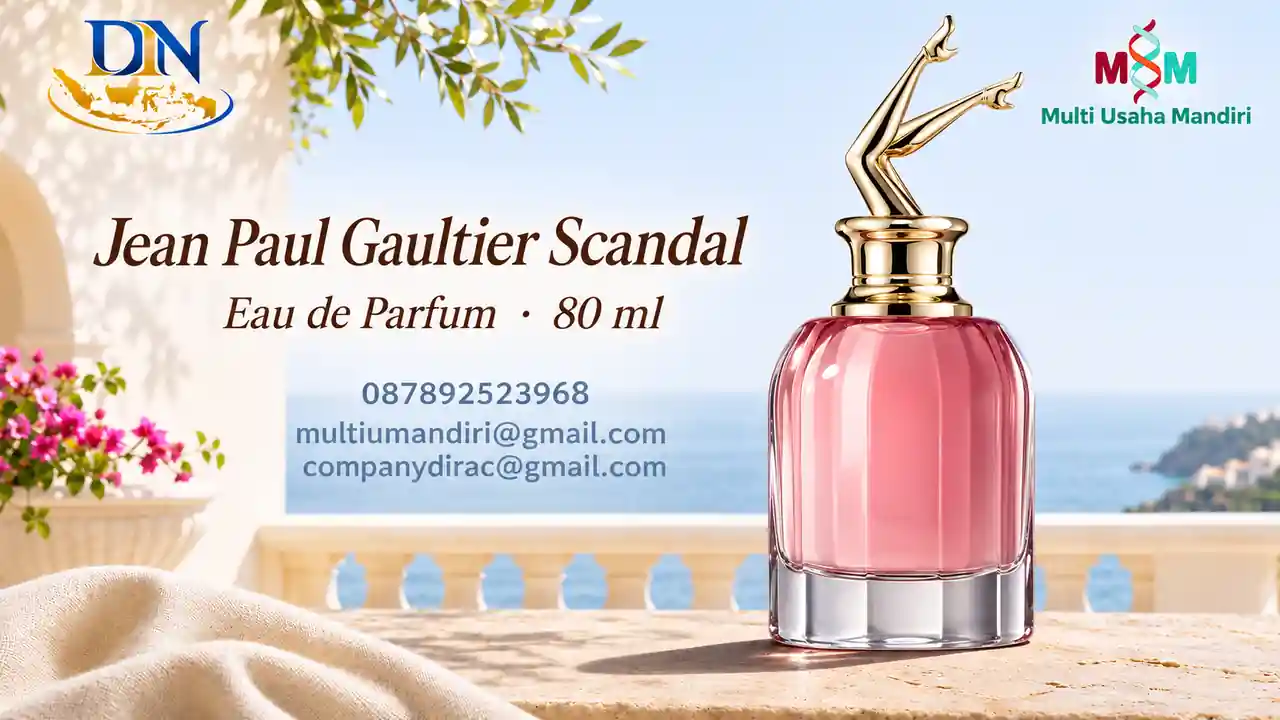 DN
MSM
Multi Usaha Mandiri
Jean Paul Gaultier Scandal
Eau de Parfum · 80 ml
087892523968
multiumandiri@gmail.com
companydirac@gmail.com